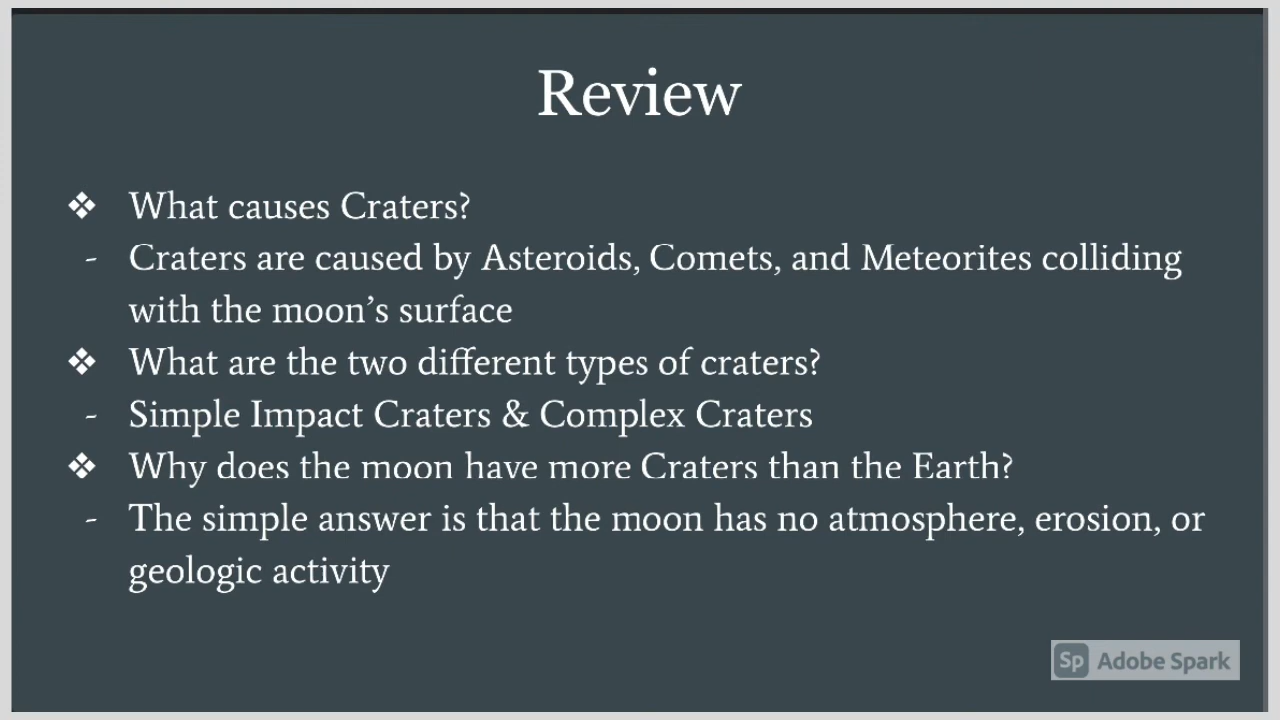 Review
❖ What causes Craters?
- Craters are caused by Asteroids, Comets, and Meteorites colliding
with the moon’s surface
❖ What are the two different types of craters?
- Simple Impact Craters & Complex Craters
❖ Why does the moon have more Craters than the Earth?
- The simple answer is that the moon has no atmosphere, erosion, or
geologic activity
Sp Adobe Spark